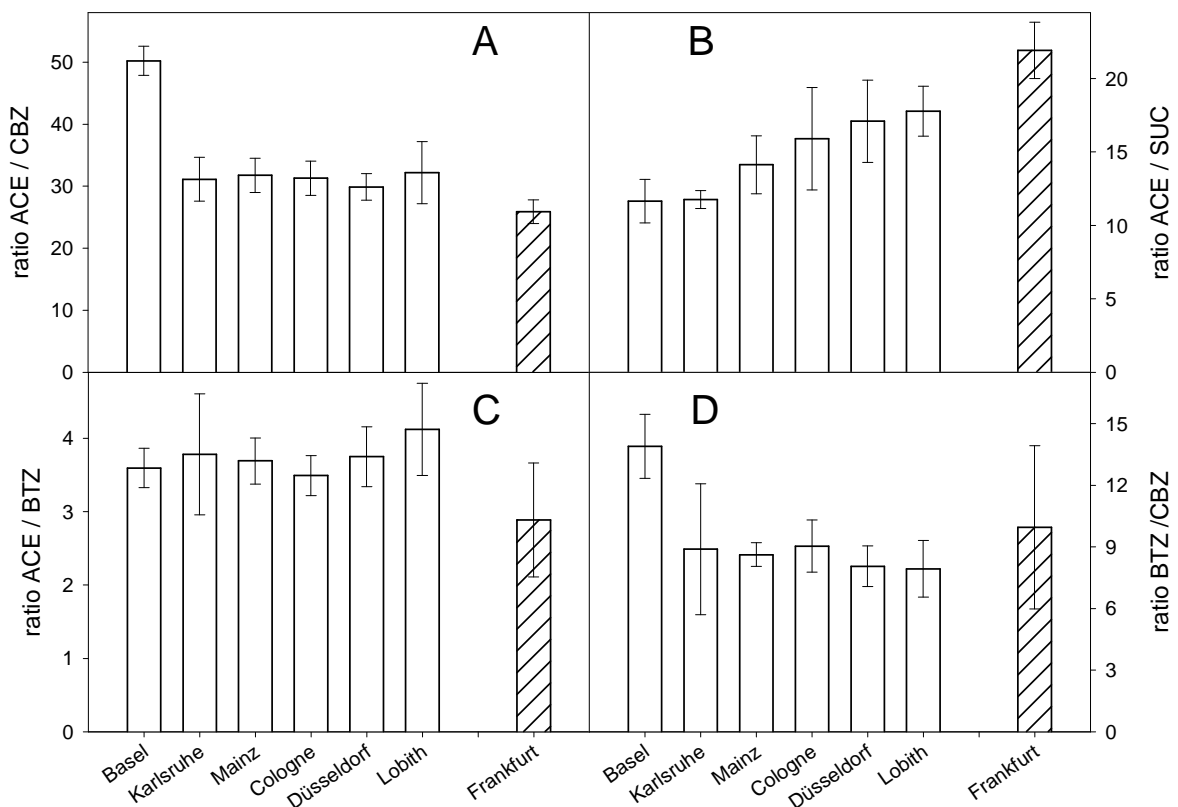 A
B
ratio ACE / CBZ
50
40
30
20
10
0
20
15
10
5
0
ratio ACE / SUC
C
D
ratio ACE / BTZ
4
3
2
1
0
15
12
9
6
3
0
ratio BTZ /CBZ
Basel
Karlsruhe
Mainz
Cologne
Düsseldorf
Lobith
Frankfurt
Basel
Karlsruhe
Mainz
Cologne
Düsseldorf
Lobith
Frankfurt